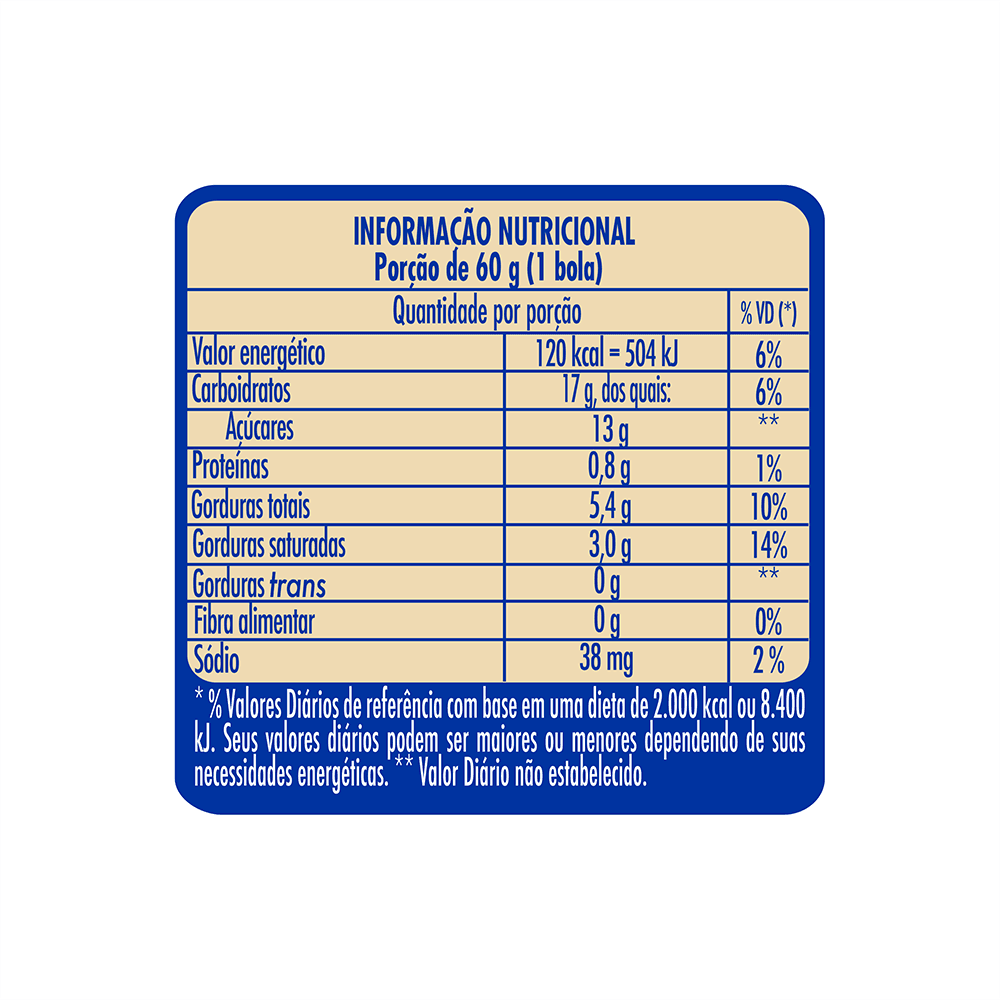 INFORMAÇÃO NUTRICIONAL
Porção de 60 g (1 bola)
Quantidade por porção % VD (*)
Valor energético 120 kcal = 504 kJ 6%
Carboidratos 17 g, dos quais: 6%
Açúcares 13 g **
Proteínas 0,8 g 1%
Gorduras totais 5,4 g 10%
Gorduras saturadas 3,0 g 14%
Gorduras trans 0 g **
Fibra alimentar 0 g 0%
Sódio 38 mg 2 %
* % Valores Diários de referência com base em uma dieta de 2.000 kcal ou 8.400
kJ. Seus valores diários podem ser maiores ou menores dependendo de suas
necessidades energéticas. ** Valor Diário não estabelecido.